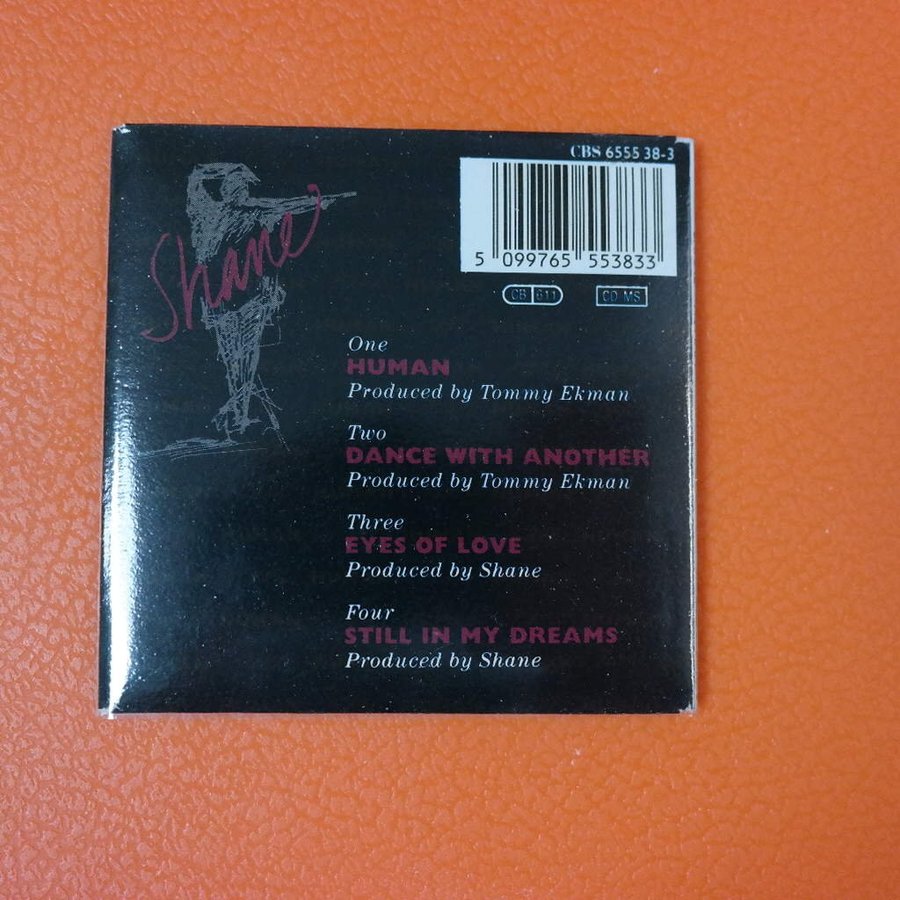 Shane
CBS 6555 38-3
5 099765 553833
CB 611
CD MS
One
HUMAN
Produced by Tommy Ekman
Two
DANCE WITH ANOTHER
Produced by Tommy Ekman
Three
EYES OF LOVE
Produced by Shane
Four
STILL IN MY DREAMS
Produced by Shane